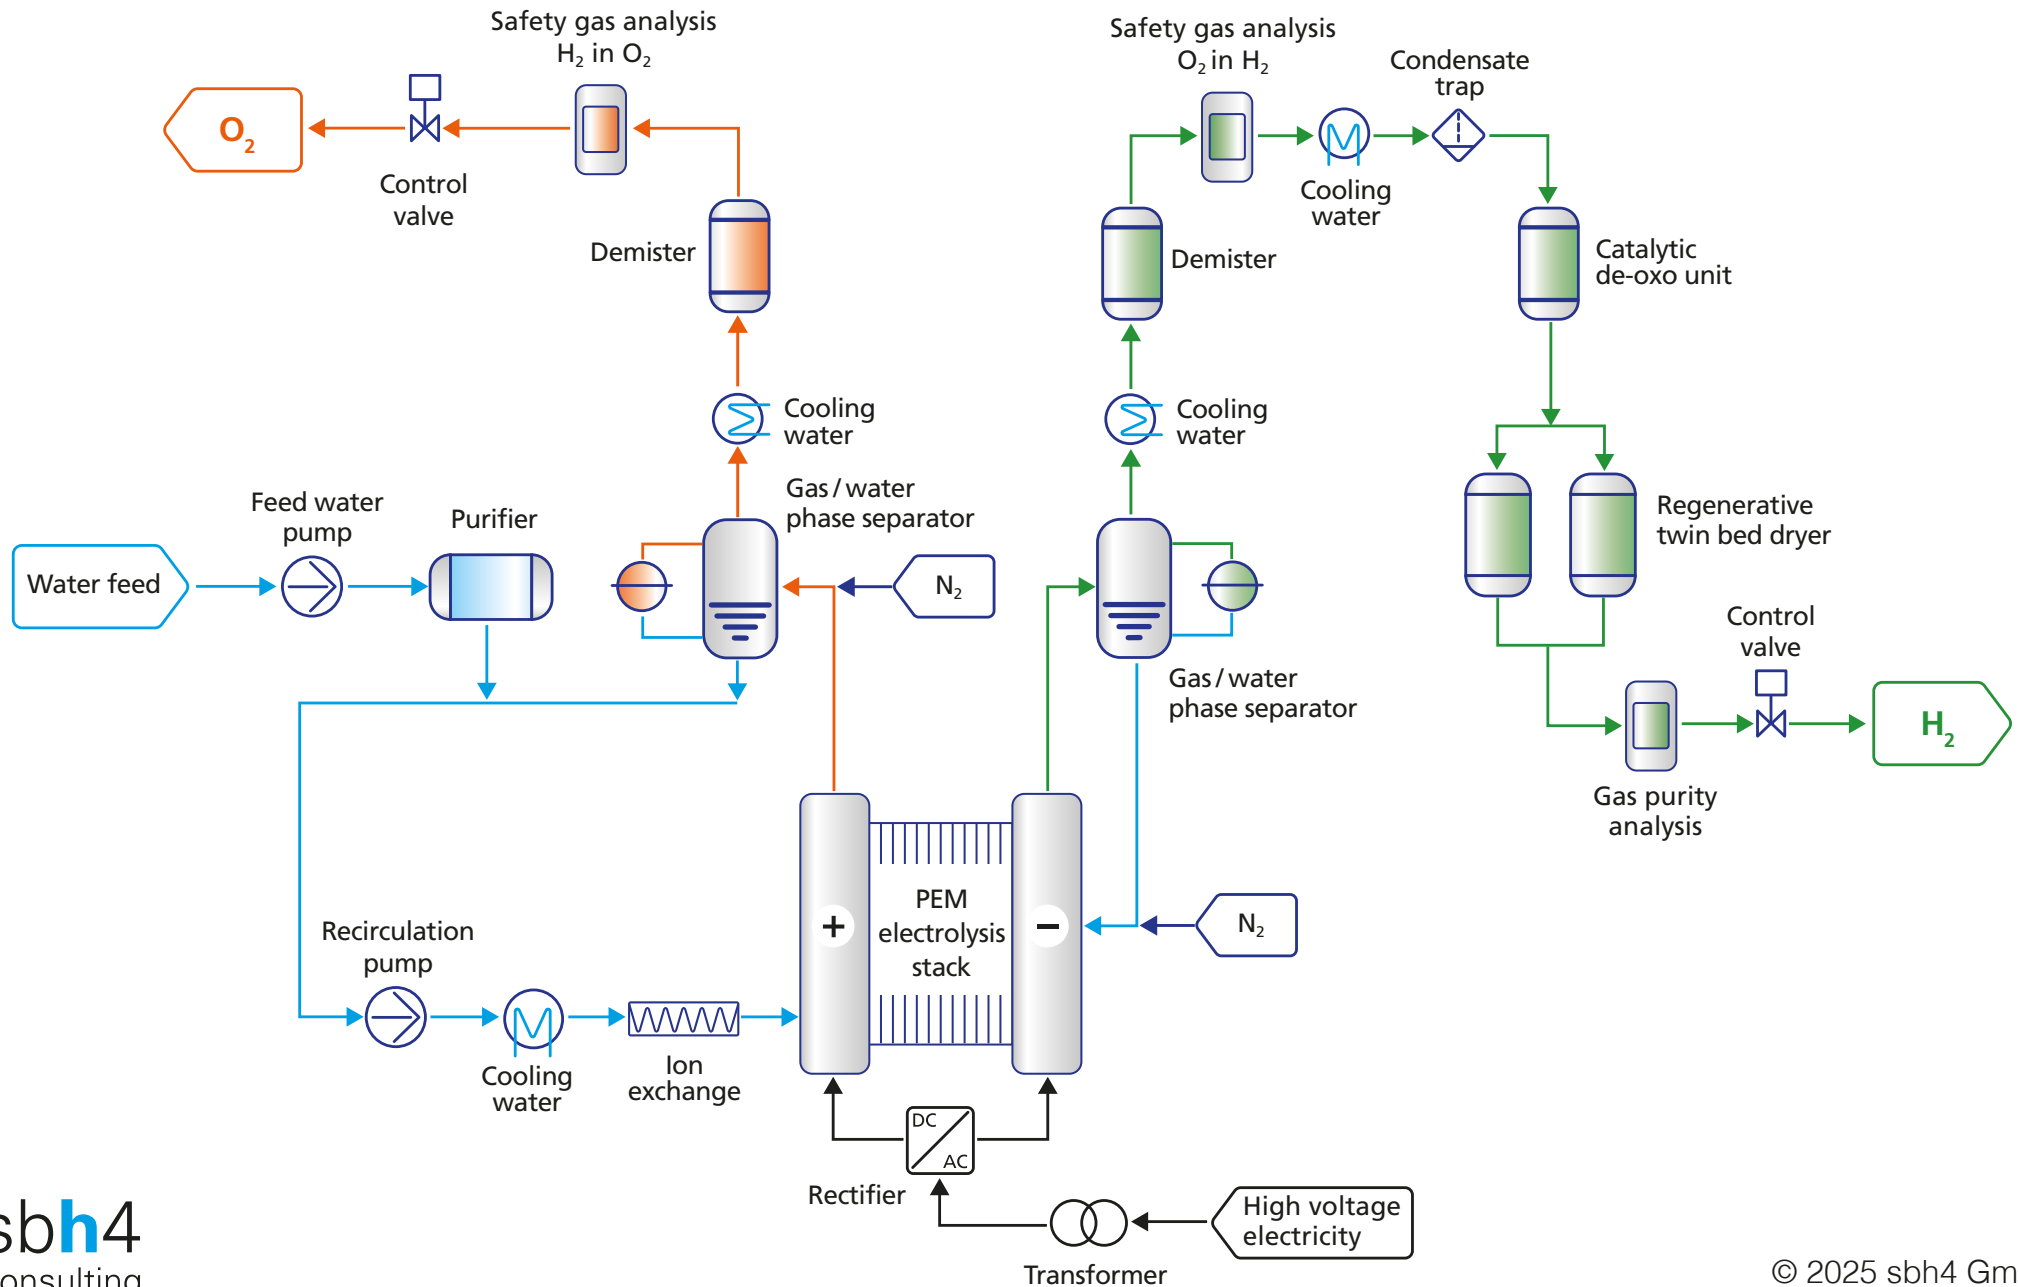 Safety gas analysis
H₂ in O₂
Safety gas analysis
O₂ in H₂
Condensate
trap
O₂
Control
valve
Cooling
water
Demister
Demister
Catalytic
de-oxo unit
Cooling
water
Cooling
water
Gas / water
phase separator
Feed water
pump
Purifier
Regenerative
twin bed dryer
Water feed
N₂
Control
valve
Gas / water
phase separator
H₂
Gas purity
analysis
PEM
electrolysis
stack
+
−
N₂
Recirculation
pump
Cooling
water
Ion
exchange
DC
AC
Rectifier
High voltage
electricity
Transformer
sbh4
onsulting
© 2025 sbh4 Gm